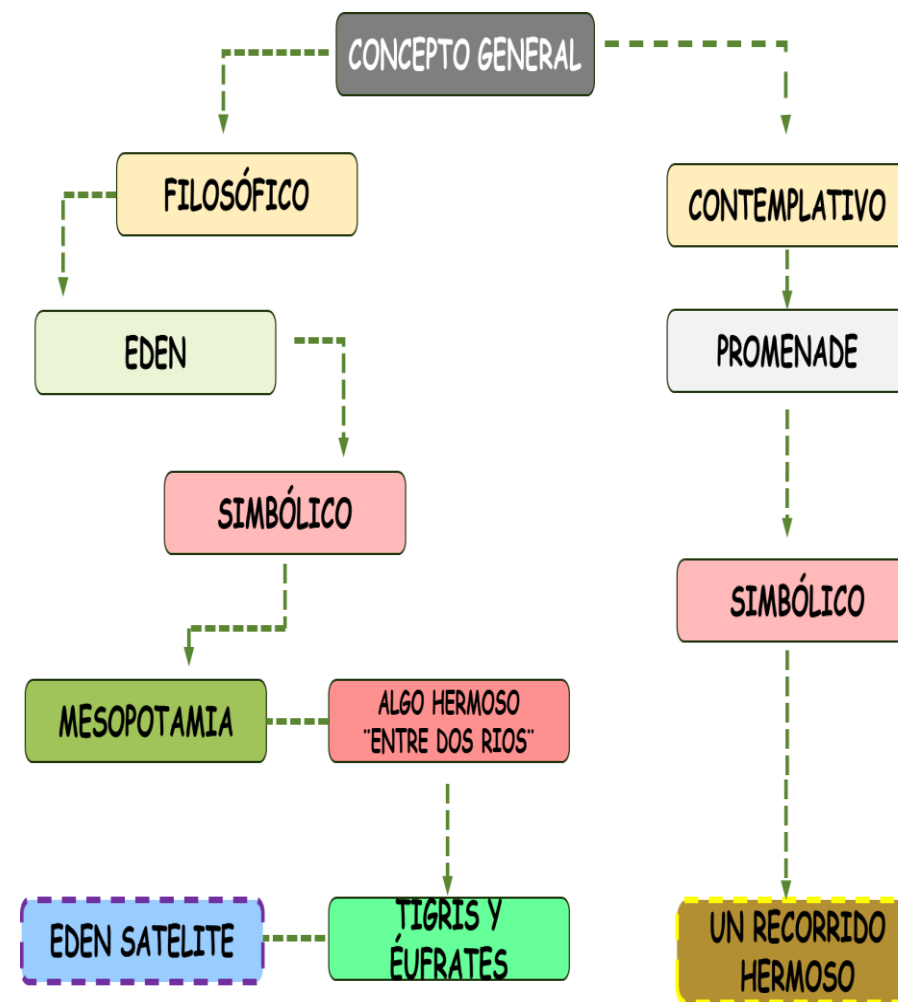 CONCEPTO GENERAL
FILOSÓFICO
CONTEMPLATIVO
EDEN
PROMENADE
SIMBÓLICO
SIMBÓLICO
MESOPOTAMIA
ALGO HERMOSO
¨ENTRE DOS RIOS¨
EDEN SATELITE
TIGRIS Y
ÉUFRATES
UN RECORRIDO
HERMOSO